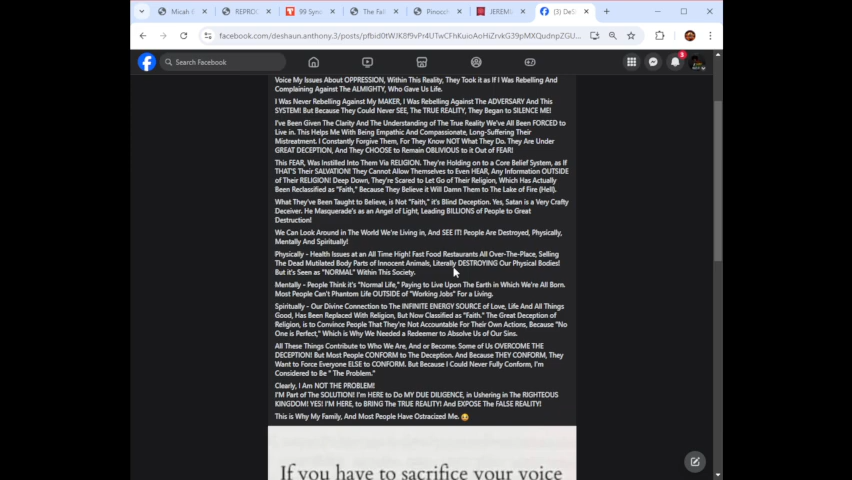 Micah (
REPROG
99 Syno
The Fals
Pinocch
JEREMI
(3) DeS
facebook.com/deshaun.anthony.3/posts/pfbid0tWJK8f9vPr4UTwCFhKuioAoHiZv9GxtFooh6D69pMXQudnpZGU...
Search Facebook
3
Voice My Issues About OPPRESSION, Within This Reality, They Took it as If I Was Rebelling And
Complaining Against the ALMIGHTY, Who Gave Us Life.
I Was Never Rebelling Against My MAKER, I Was Rebelling Against The ADVERSARY And This
SYSTEM! But Because They Could Never SEE, The TRUE REALITY, They Began to SILENCE ME!
I've Been Given The Clarity And The Understanding of The True Reality We've All Been FORCED to
Live in. This Helps Me With Being Empathic And Compassionate, Long-Suffering Their
Mistreatment. I Constantly Forgive Them, For They Know NOT What They Do. They Are Under
GREAT DECEPTION, And They CHOOSE to Remain OBLIVIOUS to it Out of FEAR!
This FEAR, Was Instilled Into Them Via RELIGION. They're Holding on to a Core Belief System, as If
THAT'S Their SALVATION! They Cannot Allow Themselves to Even HEAR, Any Information OUTSIDE
of Their RELIGION! Deep Down, They're Scared to Let Go of Their Religion, Which Has Actually
Been Reclassified as "Faith," Because They Believe it Will Damn Them to the Lake of Fire (Hell).
What They've Been Taught to Believe, is Not "Faith," it's Blind Deception. Yes, Satan is a Very Crafty
Deceiver. He Masquerade's as an Angel of Light, Leading BILLIONS of People to Great
Destruction!
We Can Look Around in The World We're Living in, And SEE IT! People Are Destroyed, Physically,
Mentally And Spiritually!
Physically - Health Issues at an All Time High! Fast Food Restaurants All Over-The-Place, Selling
The Dead Mutilated Body Parts of Innocent Animals, Literally DESTROYING Our Physical Bodies!
But it's Seen as "NORMAL" Within This Society.
Mentally - People Think it's "Normal Life," Paying to Live Upon The Earth in Which We're All Born.
Most People Can't Phantom Life OUTSIDE of "Working Jobs" For a Living.
Spiritually - Our Divine Connection to The INFINITE ENERGY SOURCE of Love, Life And All Things
Good, Has Been Replaced With Religion, But Now Classified as "Faith." The Great Deception of
Religion, is to Convince People That They're Not Accountable For Their Own Actions, Because "No
One is Perfect," Which is Why We Needed a Redeemer to Absolve Us of Our Sins.
All These Things Contribute to Who We Are, And or Become. Some of Us OVERCOME THE
DECEPTION! But Most People CONFORM to The Deception. And Because THEY CONFORM, They
Want to Force Everyone ELSE to CONFORM. But Because I Could Never Fully Conform, I'm
Considered to Be " The Problem."
Clearly, I Am NOT THE PROBLEM!
I'M Part of The SOLUTION! I'm HERE to Do MY DUE DILIGENCE, in Ushering in The RIGHTEOUS
KINGDOM! YES! I'M HERE, to BRING The TRUE REALITY! And EXPOSE The FALSE REALITY!
This is Why My Family, And Most People Have Ostracized Me. 🥹
If you have to sacrifice your voice